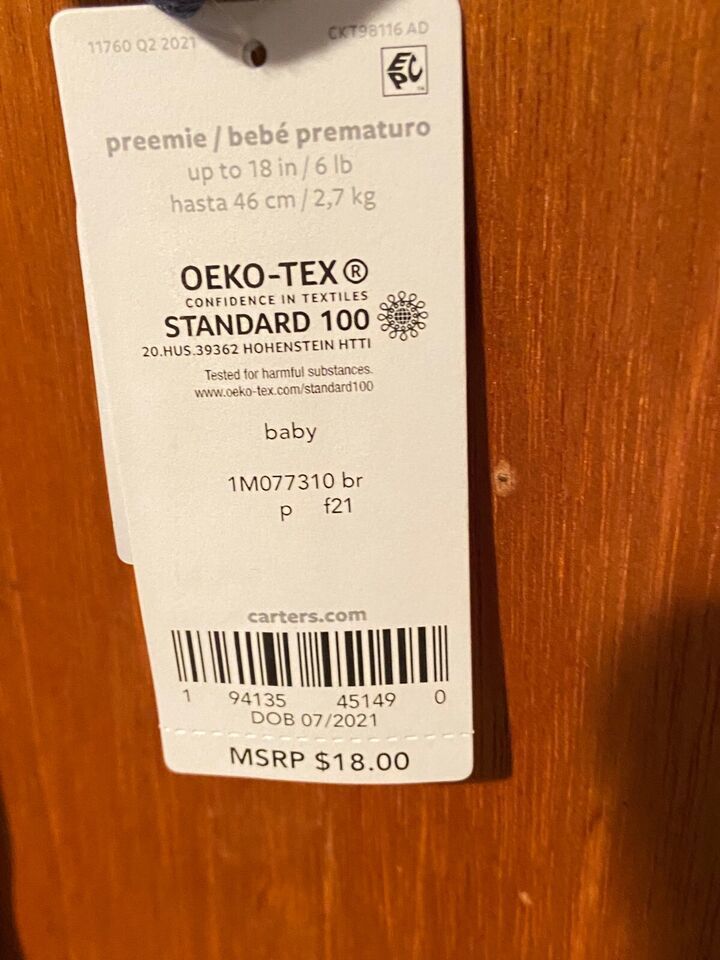 11760 Q2 2021
CKT98116 AD
EPC
™
preemie / bebé prematuro
up to 18 in / 6 lb
hasta 46 cm / 2,7 kg
OEKO-TEX ®
CONFIDENCE IN TEXTILES
STANDARD 100
20.HUS.39362 HOHENSTEIN HTTI
Tested for harmful substances.
www.oeko-tex.com/standard100
baby
1M077310 br
p f21
carters.com
1 94135 45149 0
DOB 07/2021
MSRP $18.00